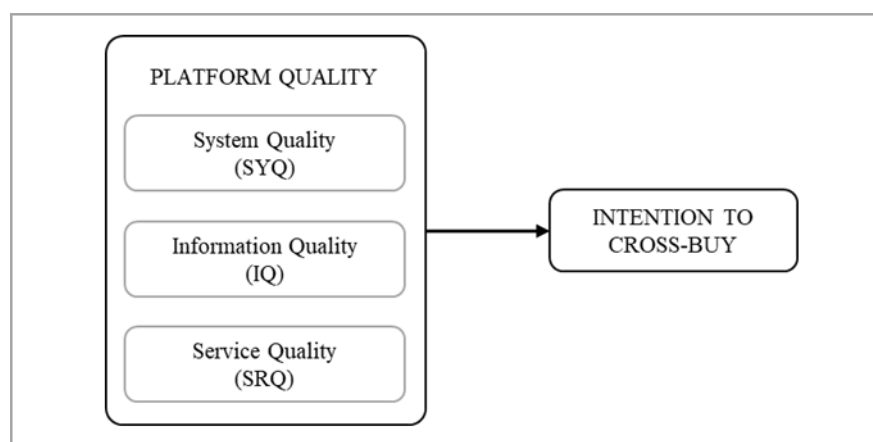 PLATFORM QUALITY
System Quality
(SYQ)
Information Quality
(IQ)
Service Quality
(SRQ)
INTENTION TO
CROSS-BUY